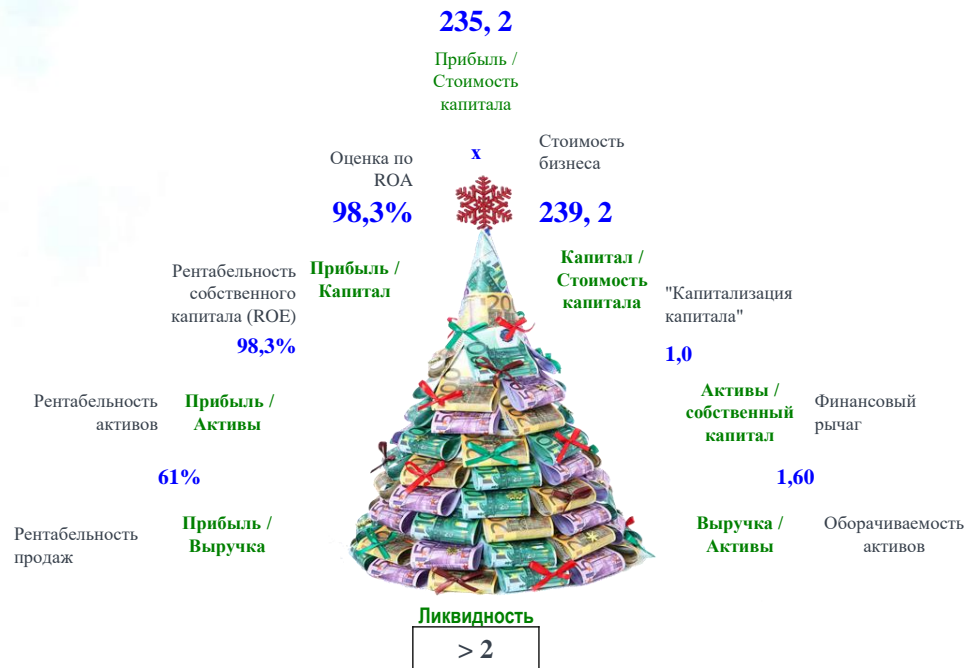 235, 2
Прибыль /
Стоимость
капитала
Оценка по
ROA
98,3%
x
Стоимость
бизнеса
239, 2
Рентабельность
собственного
капитала (ROE)
98,3%
Прибыль /
Капитал
Капитал /
Стоимость
капитала
"Капитализация
капитала"
1,0
Рентабельность
активов
Прибыль /
Активы
61%
Активы /
собственный
капитал
Финансовый
рычаг
1,60
Рентабельность
продаж
Прибыль /
Выручка
Выручка /
Активы
Оборачиваемость
активов
Ликвидность
> 2